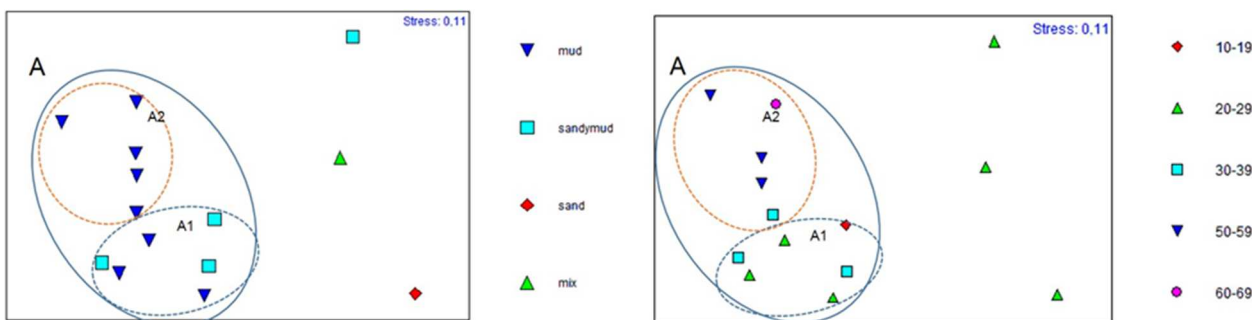 Stress: 0,11
A
A2
A1
mud
sandymud
sand
mix
Stress: 0,11
A
A2
A1
10-19
20-29
30-39
50-59
60-69